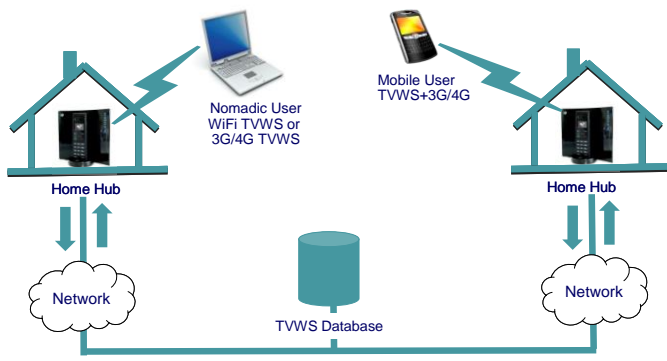 Nomadic User
WiFi TVWS or
3G/4G TVWS
Mobile User
TVWS+3G/4G
Home Hub
Home Hub
Network
Network
TVWS Database